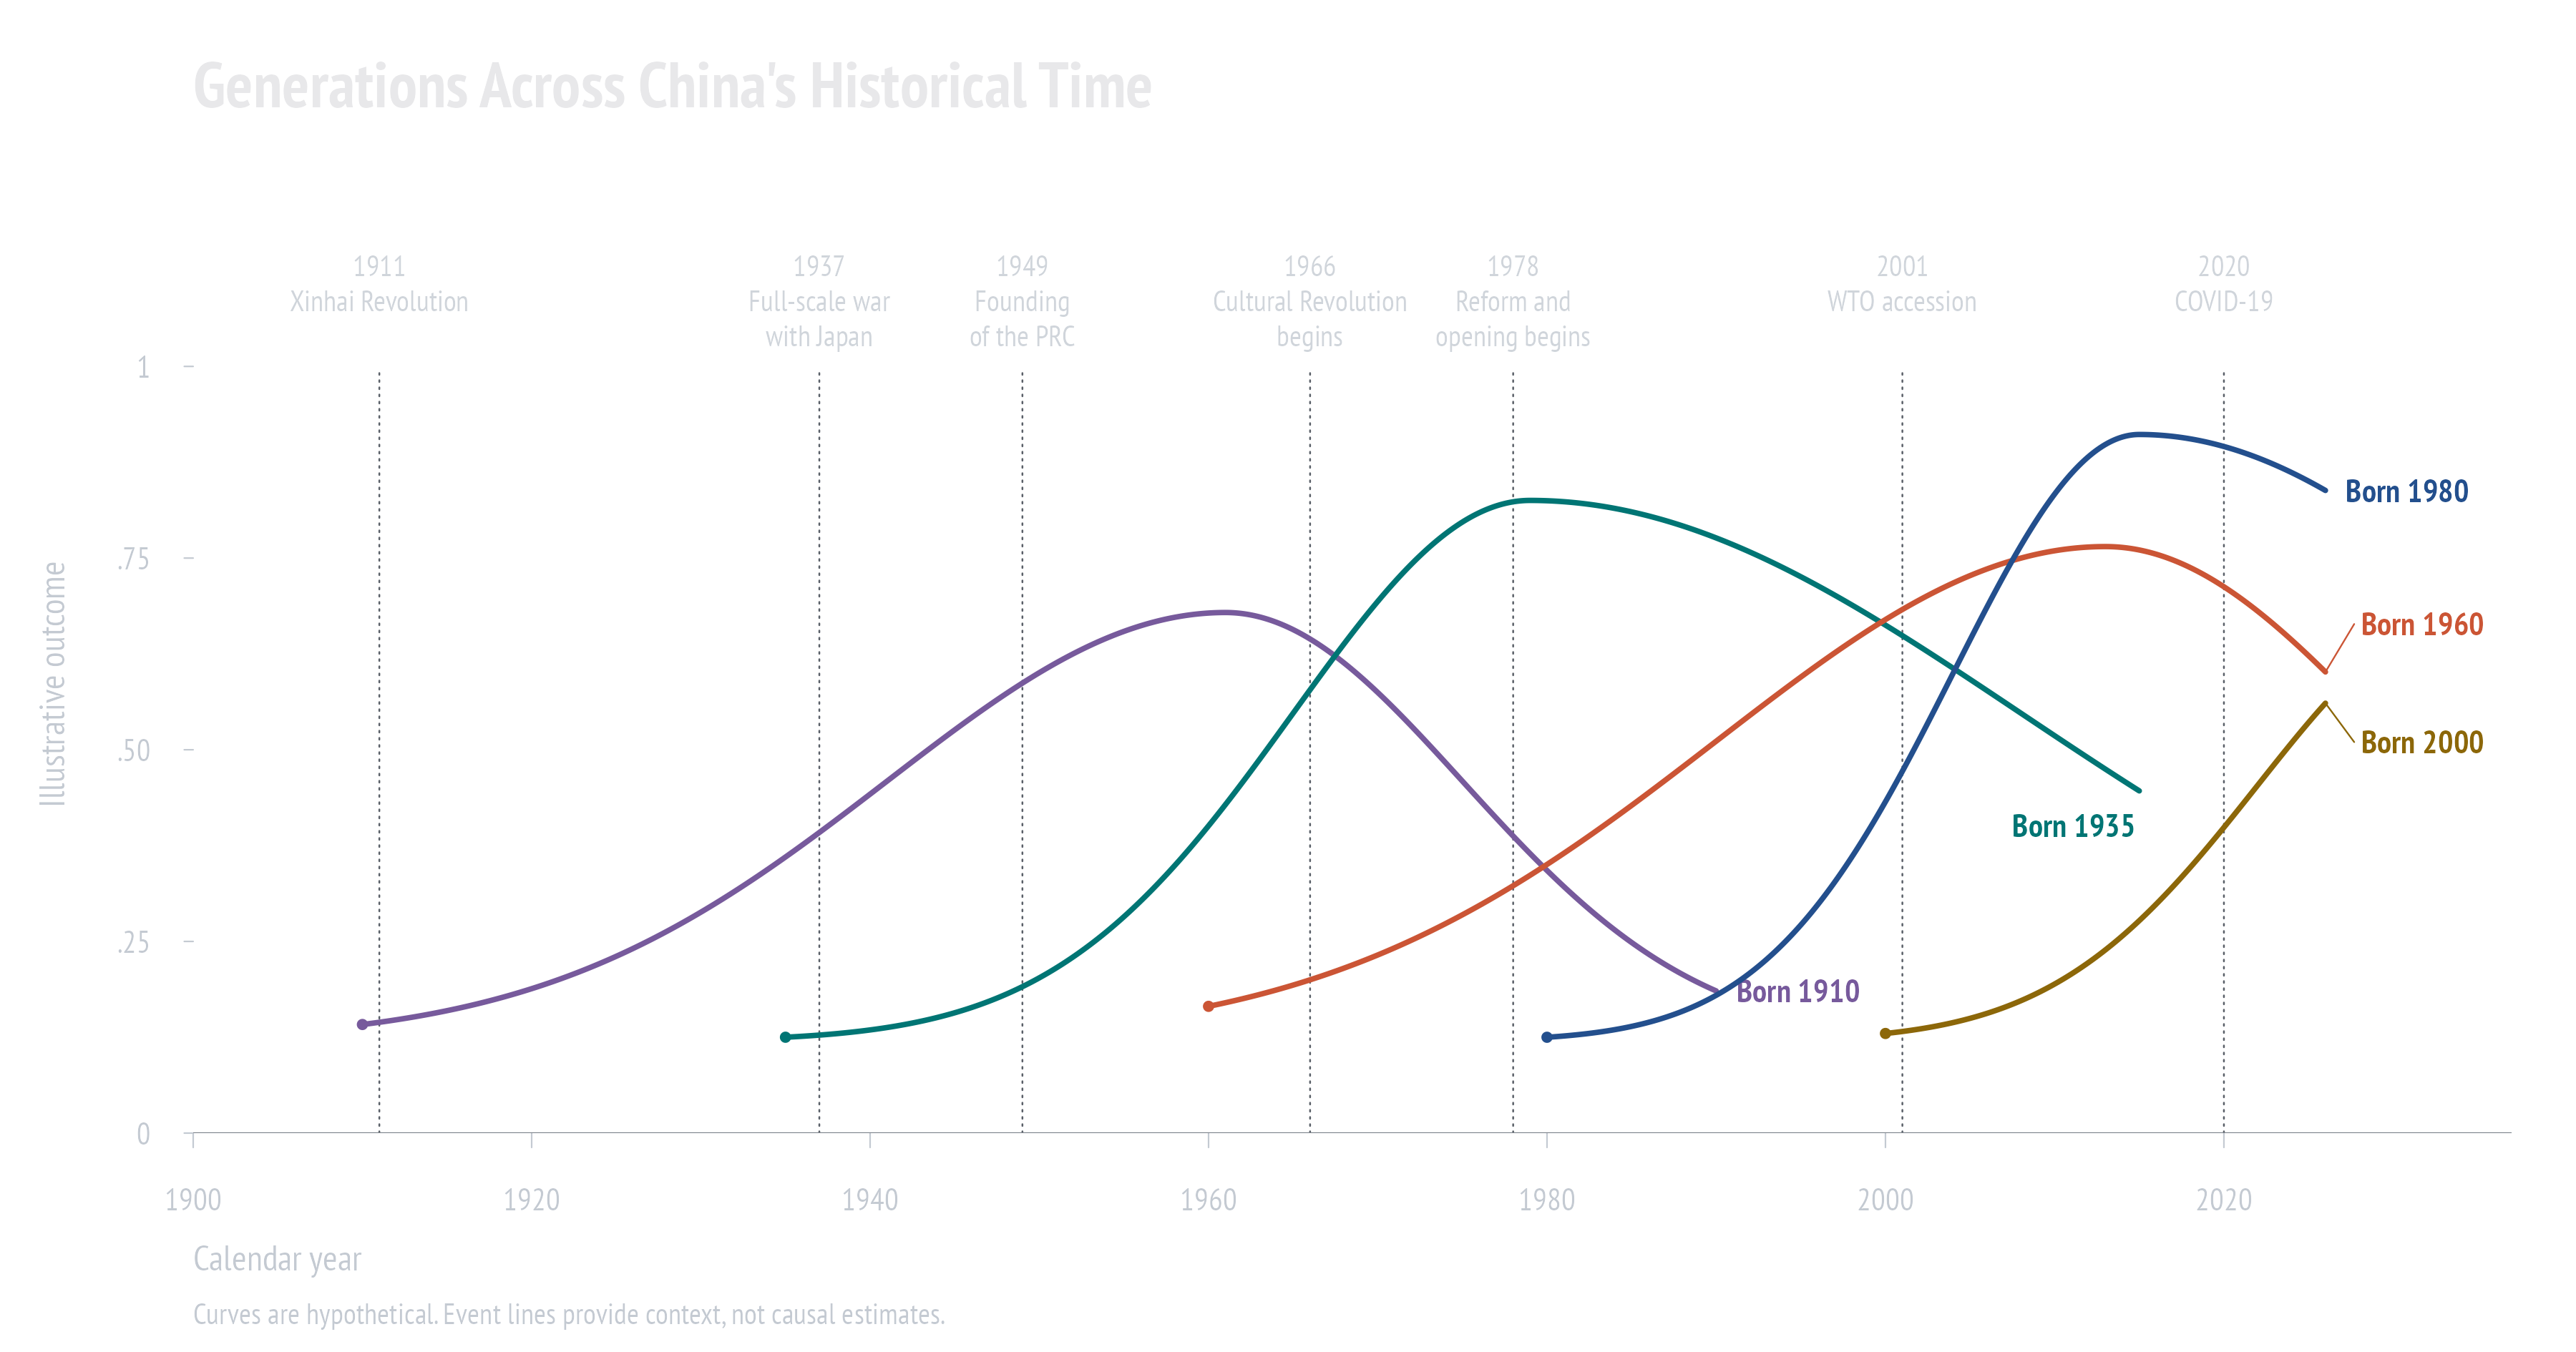 Generations Across China's Historical Time
1911
Xinhai Revolution
1937
Full-scale war
with Japan
1949
Founding
of the PRC
1966
Cultural Revolution
begins
1978
Reform and
opening begins
2001
WTO accession
2020
COVID-19
1
.75
.50
.25
0
Illustrative outcome
Born 1980
Born 1960
Born 2000
Born 1935
Born 1910
1900
1920
1940
1960
1980
2000
2020
Calendar year
Curves are hypothetical. Event lines provide context, not causal estimates.